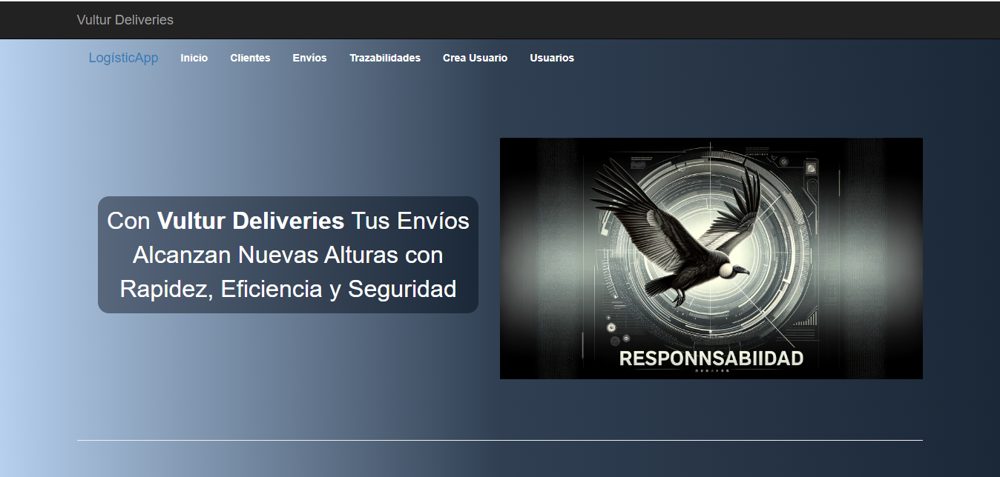 Vultur Deliveries
LogísticApp Inicio Clientes Envíos Trazabilidades Crea Usuario Usuarios
Con Vultur Deliveries Tus Envíos
Alcanzan Nuevas Alturas con
Rapidez, Eficiencia y Seguridad
RESPONNSABIIDAD